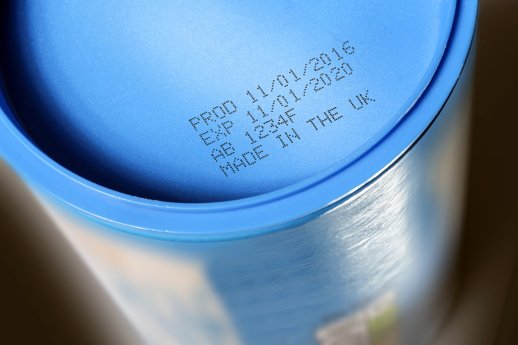 PROD 11/01/2016
EXP 11/01/2020
AB 1234F
MADE IN THE UK